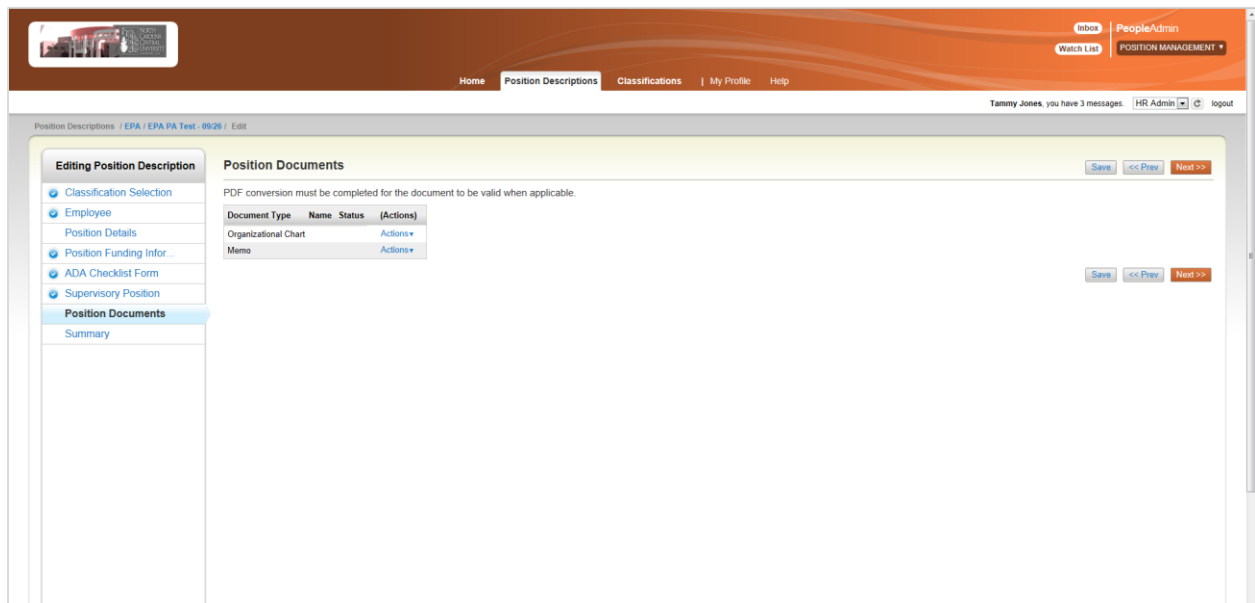 NORTH
CAROLINA
CENTRAL
UNIVERSITY
Inbox PeopleAdmin
Watch List POSITION MANAGEMENT
Home Position Descriptions Classifications | My Profile Help
Tammy Jones, you have 3 messages. HR Admin logout
Position Descriptions / EPA / EPA PA Test - 09/26 / Edit
Editing Position Description
Classification Selection
Employee
Position Details
Position Funding Infor...
ADA Checklist Form
Supervisory Position
Position Documents
Summary
Position Documents
Save << Prev Next >>
PDF conversion must be completed for the document to be valid when applicable.
Document Type Name Status (Actions)
Organizational Chart Actions
Memo Actions
Save << Prev Next >>